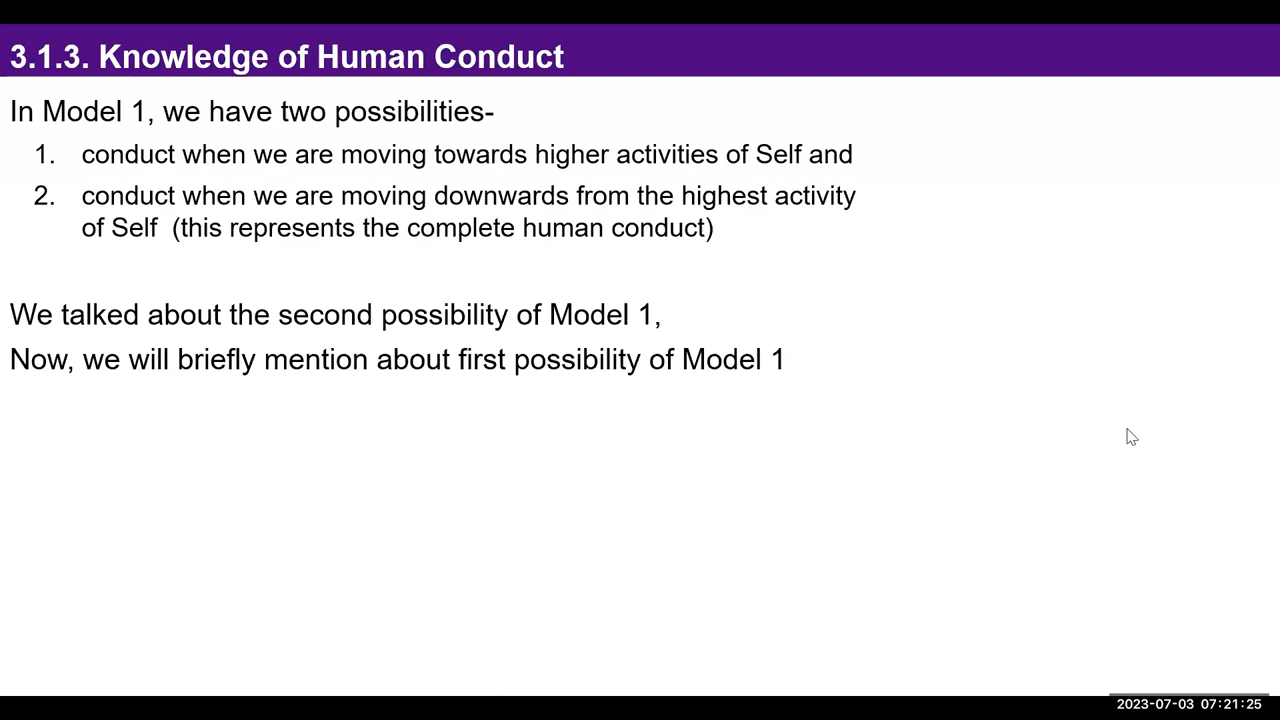 3.1.3. Knowledge of Human Conduct
In Model 1, we have two possibilities-
1. conduct when we are moving towards higher activities of Self and
2. conduct when we are moving downwards from the highest activity
of Self (this represents the complete human conduct)
We talked about the second possibility of Model 1,
Now, we will briefly mention about first possibility of Model 1
2023-07-03 07:21:25